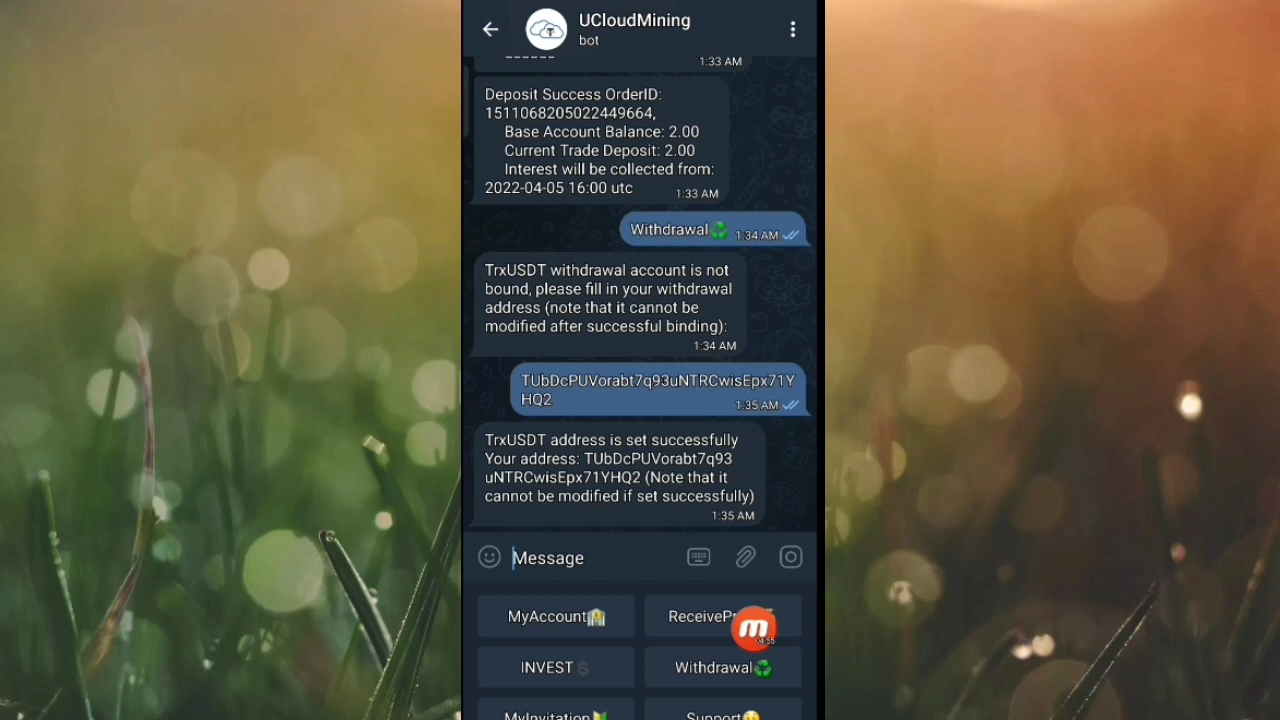 UCloudMining
bot
1:33 AM
Deposit Success OrderID:
1511068205022449664,
Base Account Balance: 2.00
Current Trade Deposit: 2.00
Interest will be collected from:
2022-04-05 16:00 utc 1:33 AM
Withdrawal♻ 1:34 AM
TrxUSDT withdrawal account is not
bound, please fill in your withdrawal
address (note that it cannot be
modified after successful binding):
1:34 AM
TUbDcPUVorabt7q93uNTRCwisEpx71Y
HQ2 1:35 AM
TrxUSDT address is set successfully
Your address: TUbDcPUVorabt7q93
uNTRCwisEpx71YHQ2 (Note that it
cannot be modified if set successfully)
1:35 AM
Message
MyAccount
INVEST💲 Withdrawal♻
MyInvitation🔰 Support